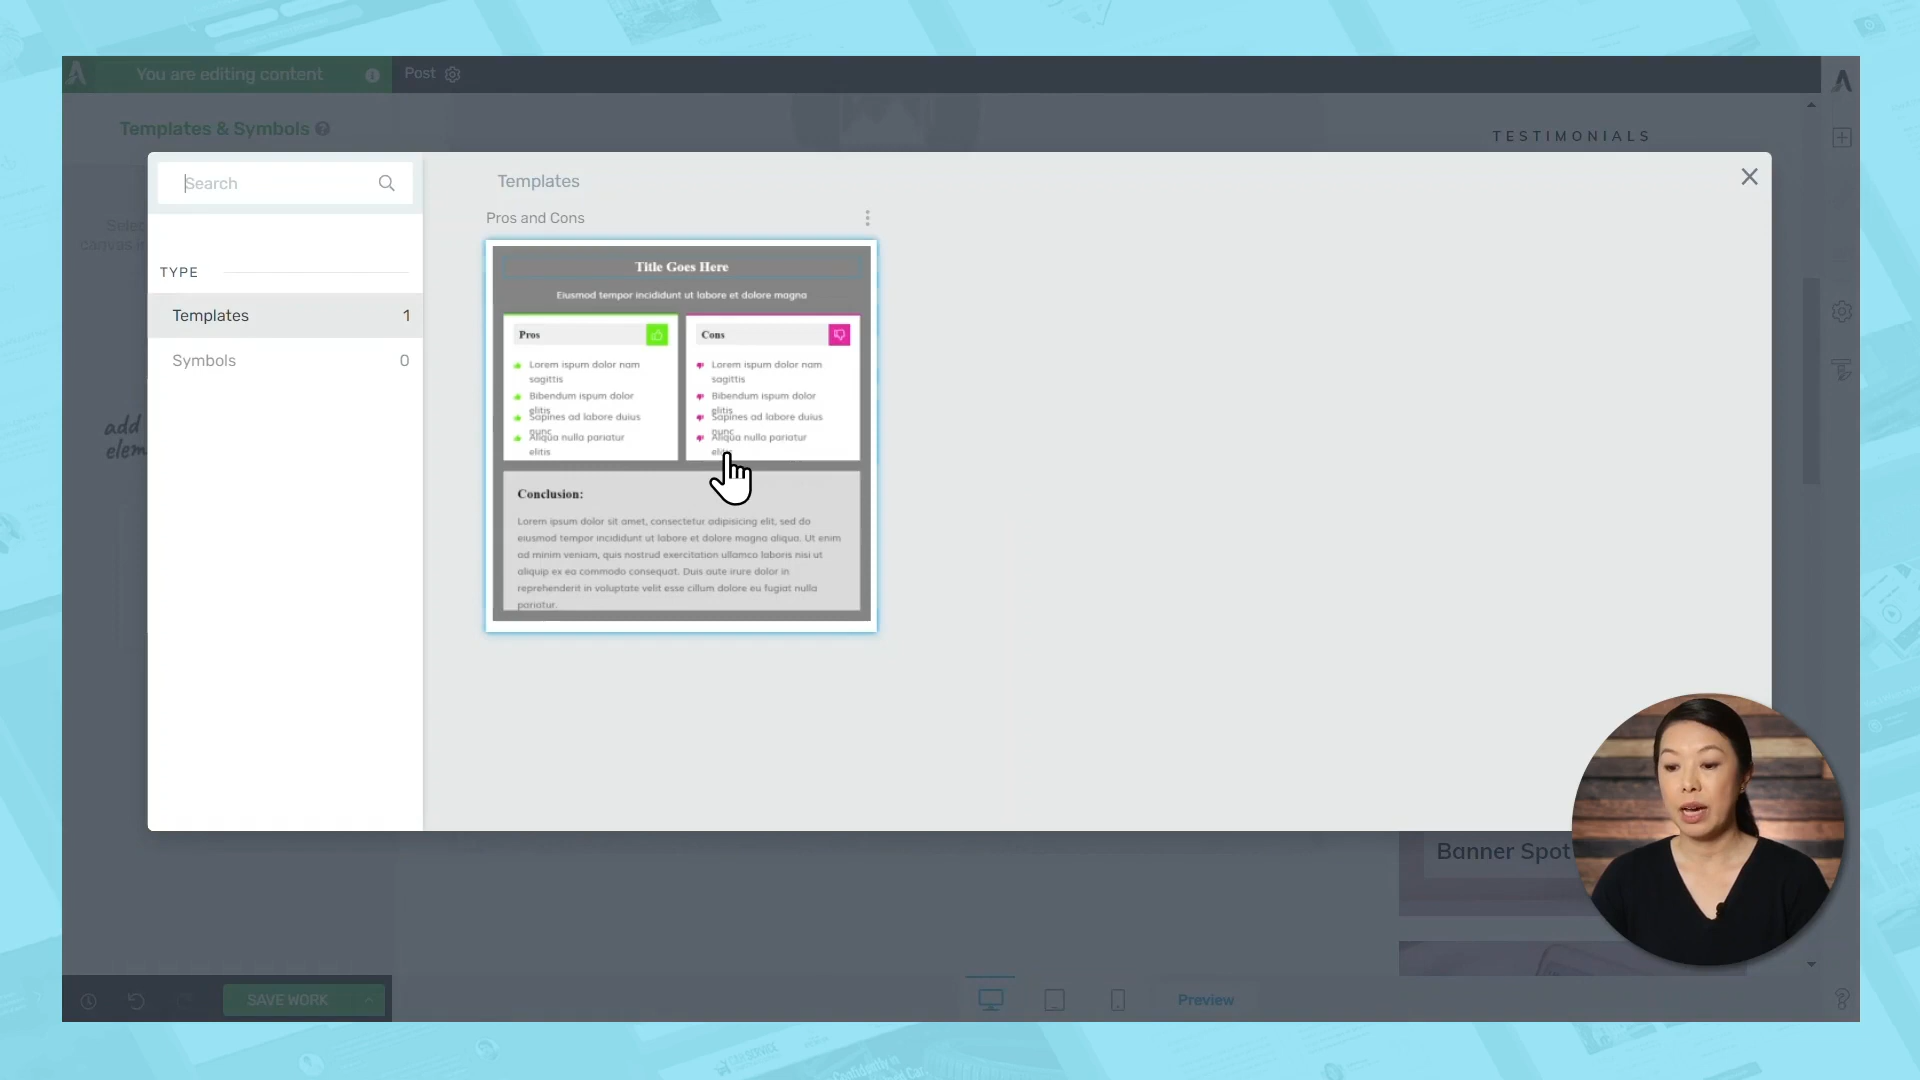 You are editing content
Post
Templates & Symbols
TESTIMONIALS
Search
Templates
Pros and Cons
TYPE
Templates 1
Symbols 0
add
Title Goes Here
Eiusmod tempor incididunt ut labore et dolore magna
Pros
Lorem ispum dolor nam
sagittis
Bibendum ispum dolor
elitis
Sapines ad labore duius
nunc
Aliqua nulla pariatur
elitis
Cons
Lorem ispum dolor nam
sagittis
Bibendum ispum dolor
elitis
Sapines ad labore duius
nunc
Aliqua nulla pariatur
Conclusion:
Lorem ipsum dolor sit amet, consectetur adipisicing elit, sed do
eiusmod tempor incididunt ut labore et dolore magna aliqua. Ut enim
ad minim veniam, quis nostrud exercitation ullamco laboris nisi ut
aliquip ex ea commodo consequat. Duis aute irure dolor in
reprehenderit in voluptate velit esse cillum dolore eu fugiat nulla
pariatur.
Banner Spot
SAVE WORK
Preview